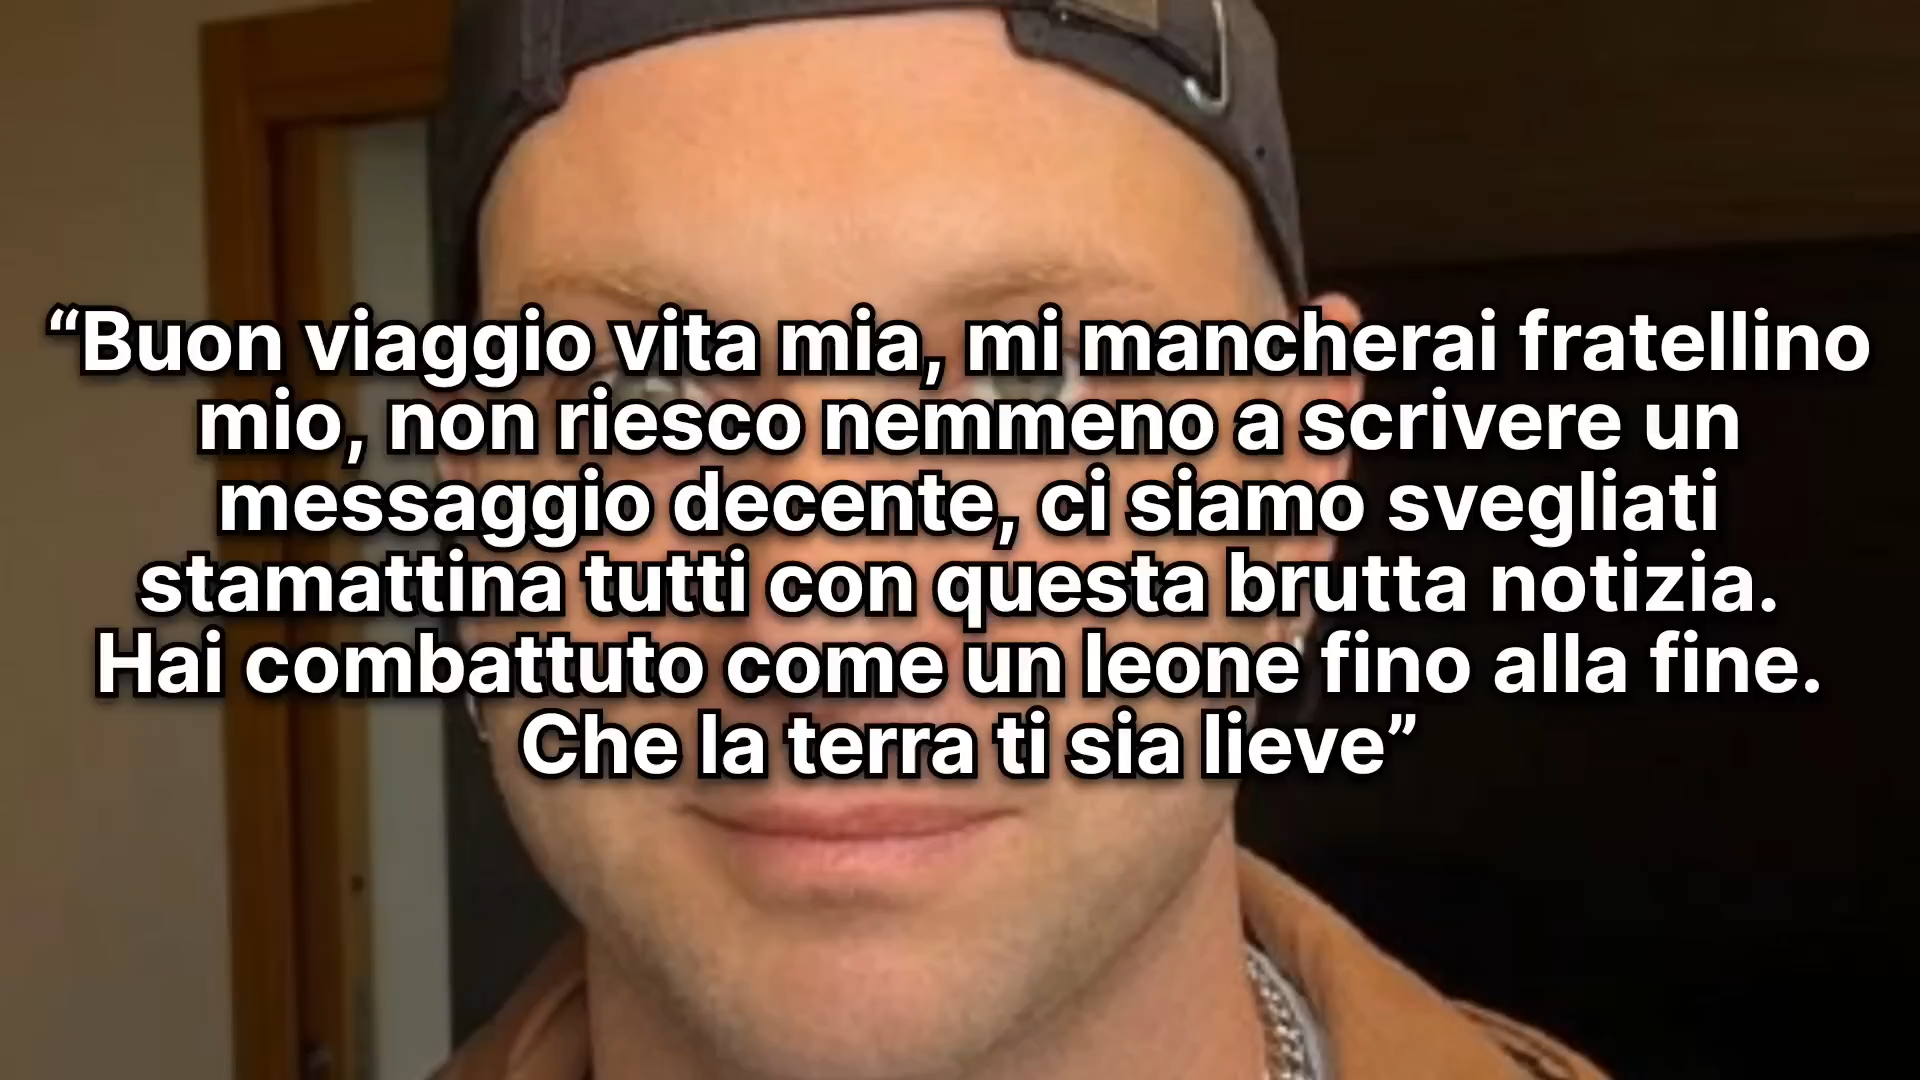 “Buon viaggio vita mia, mi mancherai fratellino
mio, non riesco nemmeno a scrivere un
messaggio decente, ci siamo svegliati
stamattina tutti con questa brutta notizia.
Hai combattuto come un leone fino alla fine.
Che la terra ti sia lieve”